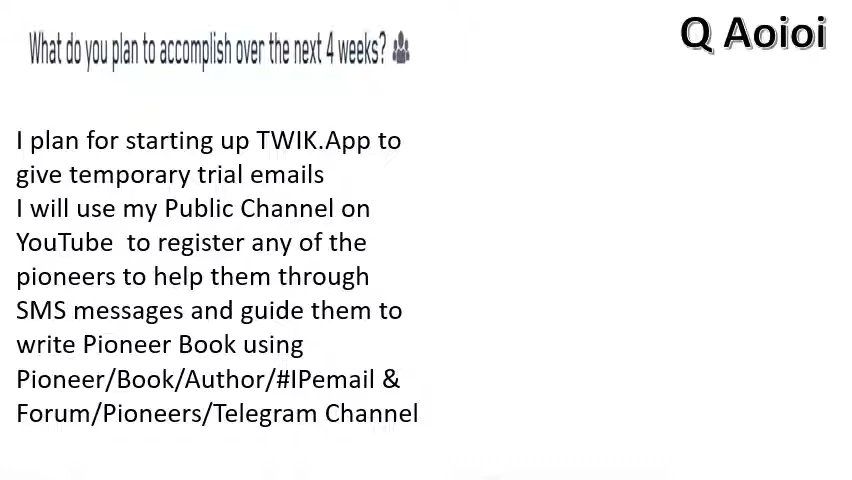 What do you plan to accomplish over the next 4 weeks?
Q Aoioi
I plan for starting up TWIK.App to
give temporary trial emails
I will use my Public Channel on
YouTube to register any of the
pioneers to help them through
SMS messages and guide them to
write Pioneer Book using
Pioneer/Book/Author/#IPemail &
Forum/Pioneers/Telegram Channel